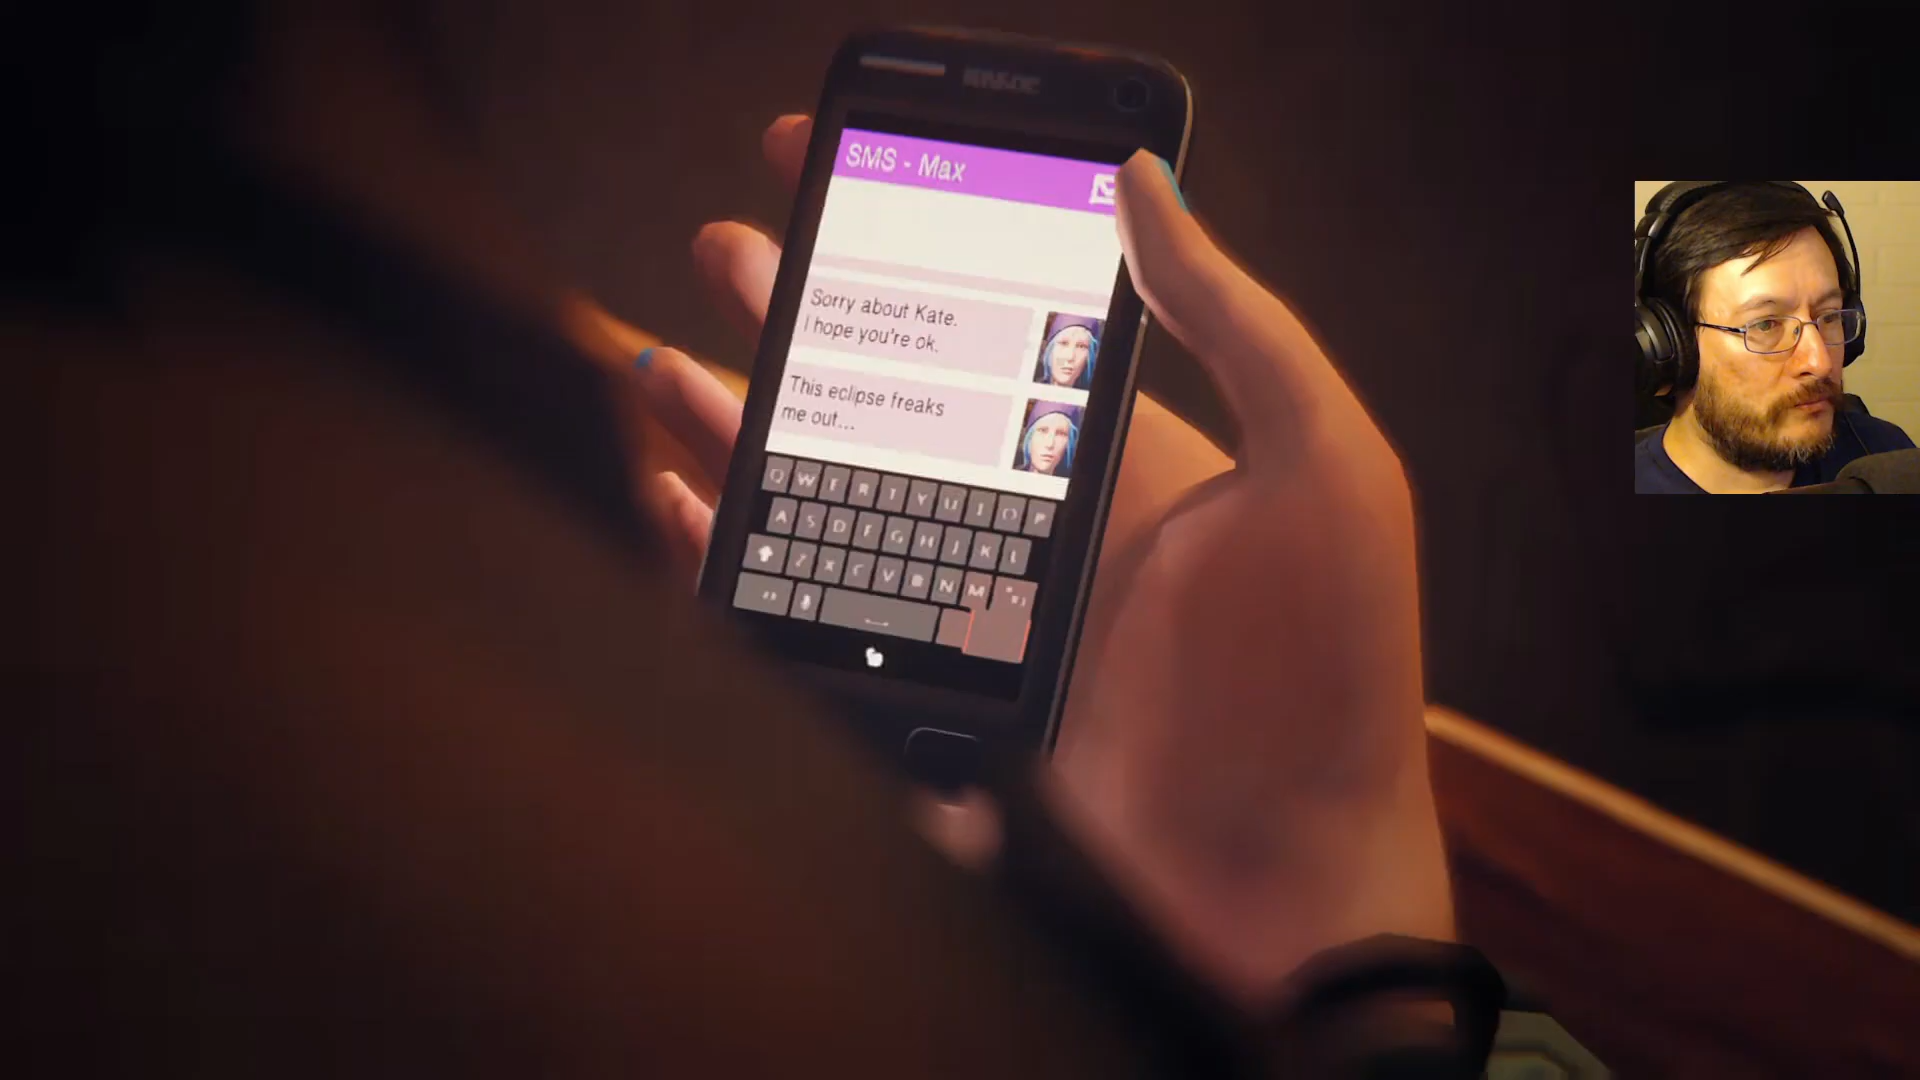 SMS - Max
Sorry about Kate.
I hope you're ok.
This eclipse freaks
me out...
Q W E R T Y U I O P
A S D F G H J K L
Z X C V B N M